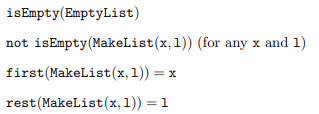 isEmpty(EmptyList)
not isEmpty(MakeList(x,l)) (for any x and l)
first(MakeList(x,l)) = x
rest(MakeList(x,l)) = l